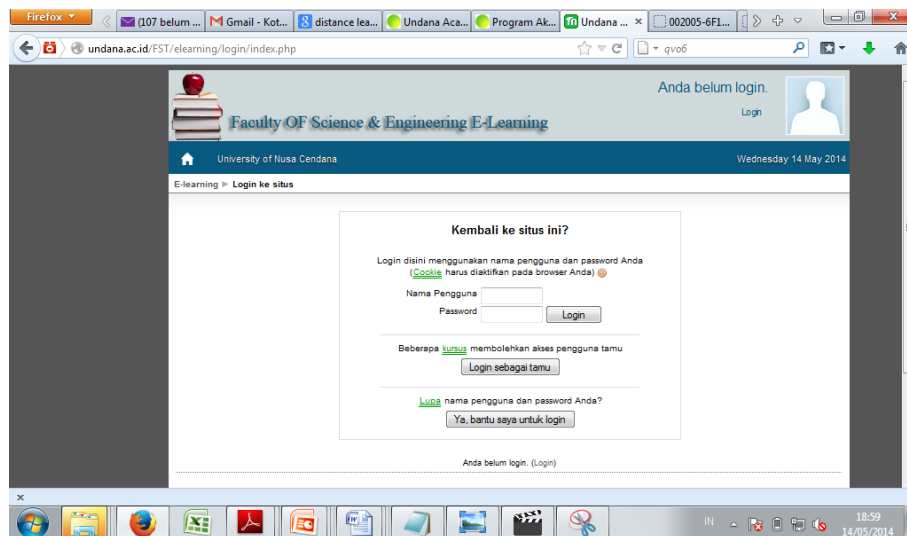 Firefox
(107 belum ...
M Gmail - Kot...
distance lea...
Undana Aca...
Program Ak...
Undana ...
002005-6F1...
undana.ac.id/FST/elearning/login/index.php
qvo6
Anda belum login.
Login
Faculty OF Science & Engineering E-Learning
University of Nusa Cendana
Wednesday 14 May 2014
E-learning ► Login ke situs
Kembali ke situs ini?
Login disini menggunakan nama pengguna dan password Anda
(Cookie harus diaktifkan pada browser Anda)
Nama Pengguna
Password
Login
Beberapa kursus membolehkan akses pengguna tamu
Login sebagai tamu
Lupa nama pengguna dan password Anda?
Ya, bantu saya untuk login
Anda belum login. (Login)
IN
18:59
14/05/2014